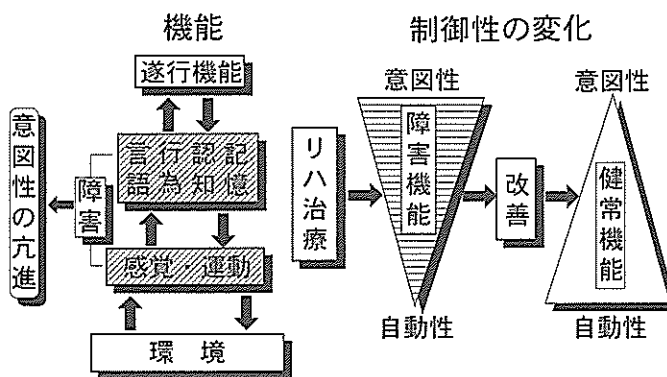 機能
遂行機能
言語 行為 認知 記憶
障害
意図性の亢進
感覚・運動
環境
制御性の変化
リハ治療
意図性
障害機能
自動性
改善
意図性
健常機能
自動性